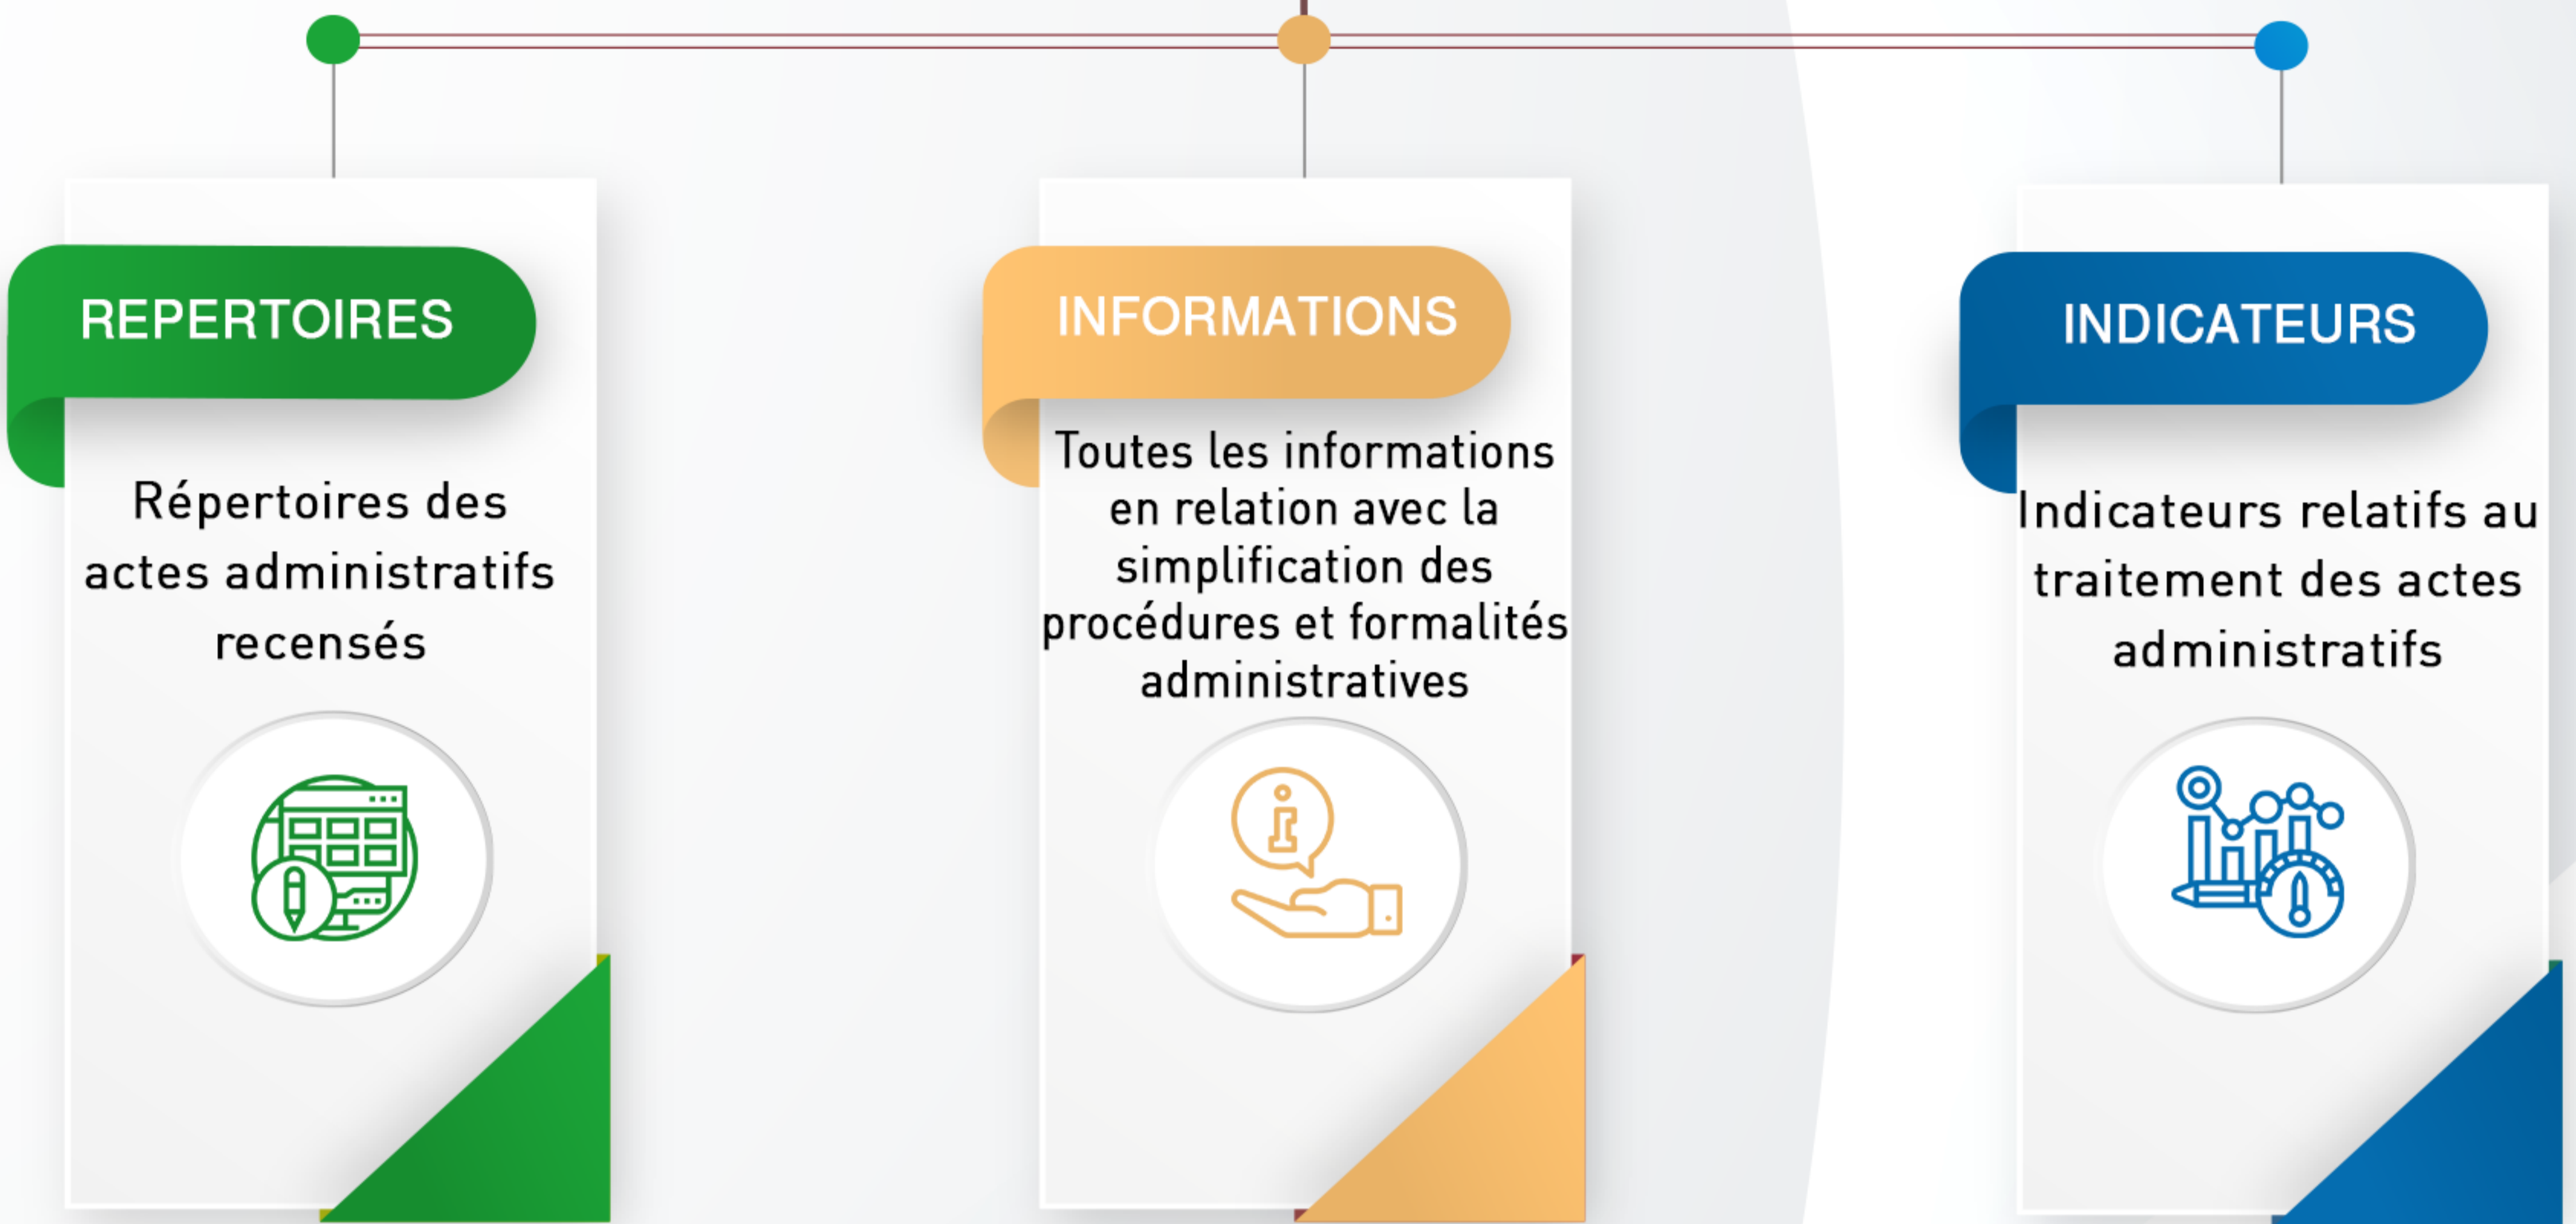 REPERTOIRES
Répertoires des
actes administratifs
recensés
INFORMATIONS
Toutes les informations
en relation avec la
simplification des
procédures et formalités
administratives
INDICATEURS
Indicateurs relatifs au
traitement des actes
administratifs